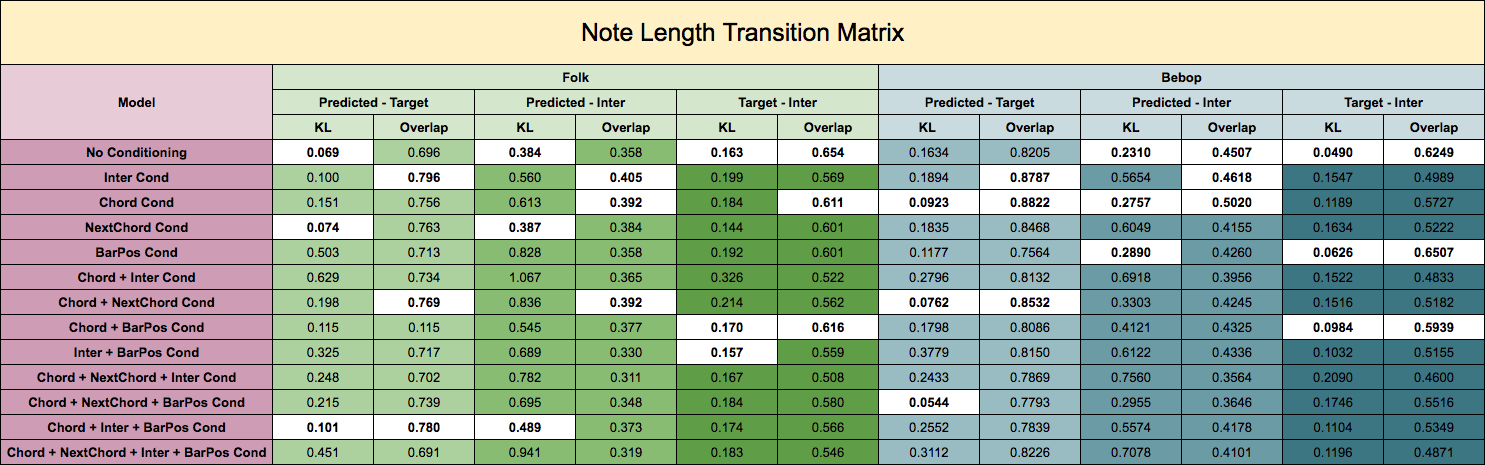 Note Length Transition Matrix
Model Folk Bebop
Predicted - Target Predicted - Inter Target - Inter Predicted - Target Predicted - Inter Target - Inter
KL Overlap KL Overlap KL Overlap KL Overlap KL Overlap KL Overlap
No Conditioning 0.069 0.696 0.384 0.358 0.163 0.654 0.1634 0.8205 0.2310 0.4507 0.0490 0.6249
Inter Cond 0.100 0.796 0.560 0.405 0.199 0.569 0.1894 0.8787 0.5654 0.4618 0.1547 0.4989
Chord Cond 0.151 0.756 0.613 0.392 0.184 0.611 0.0923 0.8822 0.2757 0.5020 0.1189 0.5727
NextChord Cond 0.074 0.763 0.387 0.384 0.144 0.601 0.1835 0.8468 0.6049 0.4155 0.1634 0.5222
BarPos Cond 0.503 0.713 0.828 0.358 0.192 0.601 0.1177 0.7564 0.2890 0.4260 0.0626 0.6507
Chord + Inter Cond 0.629 0.734 1.067 0.365 0.326 0.522 0.2796 0.8132 0.6918 0.3956 0.1522 0.4833
Chord + NextChord Cond 0.198 0.769 0.836 0.392 0.214 0.562 0.0762 0.8532 0.3303 0.4245 0.1516 0.5182
Chord + BarPos Cond 0.115 0.115 0.545 0.377 0.170 0.616 0.1798 0.8086 0.4121 0.4325 0.0984 0.5939
Inter + BarPos Cond 0.325 0.717 0.689 0.330 0.157 0.559 0.3779 0.8150 0.6122 0.4336 0.1032 0.5155
Chord + NextChord + Inter Cond 0.248 0.702 0.782 0.311 0.167 0.508 0.2433 0.7869 0.7560 0.3564 0.2090 0.4600
Chord + NextChord + BarPos Cond 0.215 0.739 0.695 0.348 0.184 0.580 0.0544 0.7793 0.2955 0.3646 0.1746 0.5516
Chord + Inter + BarPos Cond 0.101 0.780 0.489 0.373 0.174 0.566 0.2552 0.7839 0.5574 0.4178 0.1104 0.5349
Chord + NextChord + Inter + BarPos Cond 0.451 0.691 0.941 0.319 0.183 0.546 0.3112 0.8226 0.7078 0.4101 0.1196 0.4871